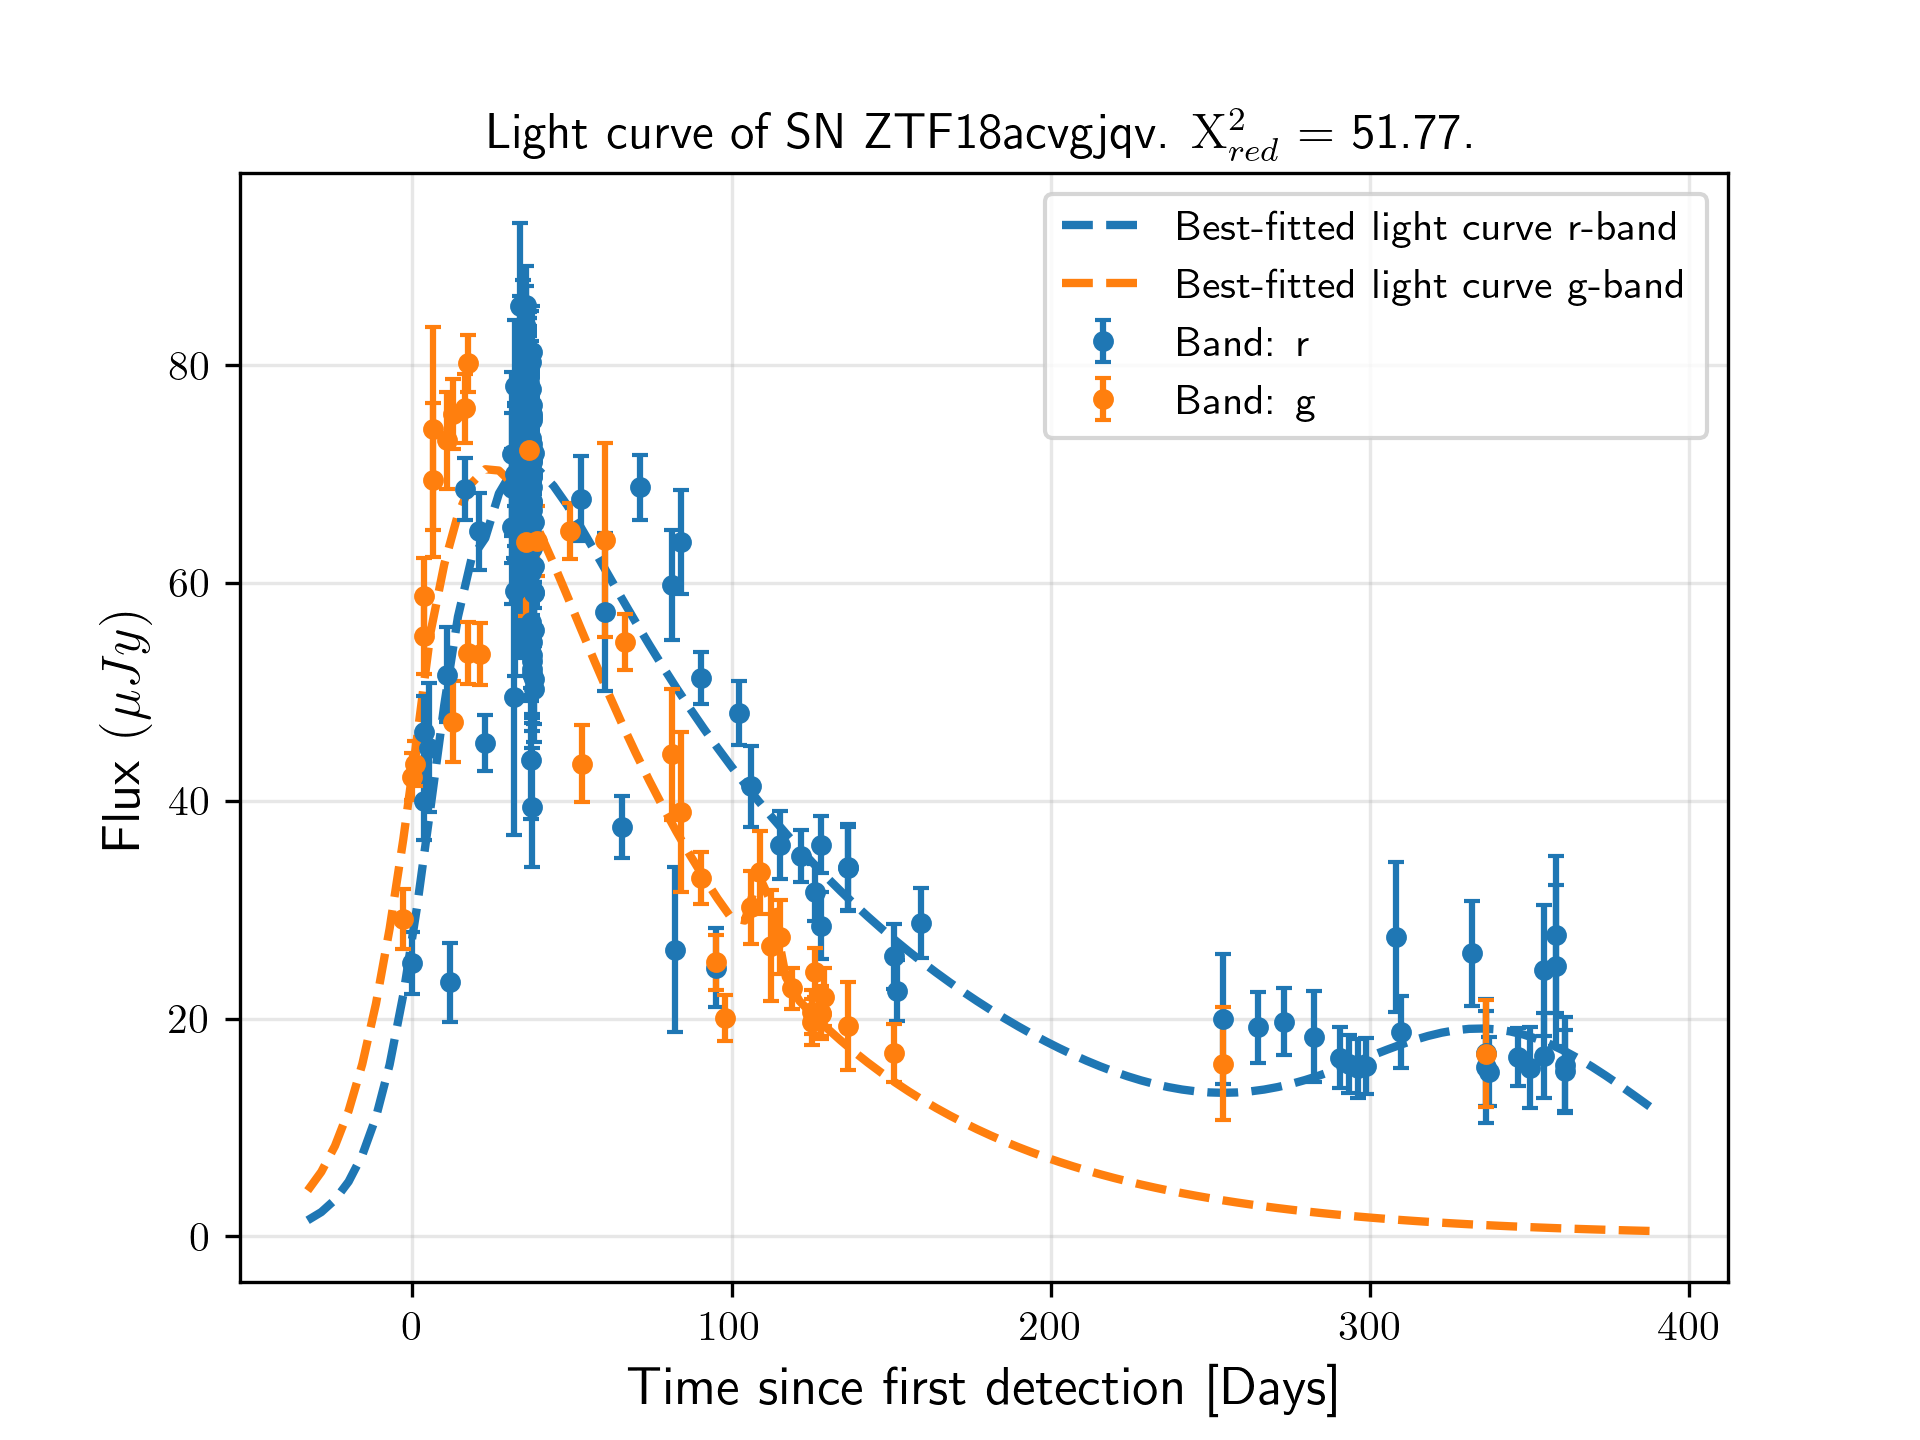 Light curve of SN ZTF18acvgjqv. X²_red = 51.77.
Best-fitted light curve r-band
Best-fitted light curve g-band
Band: r
Band: g
80
60
40
20
0
Flux (μJy)
0 100 200 300 400
Time since first detection [Days]